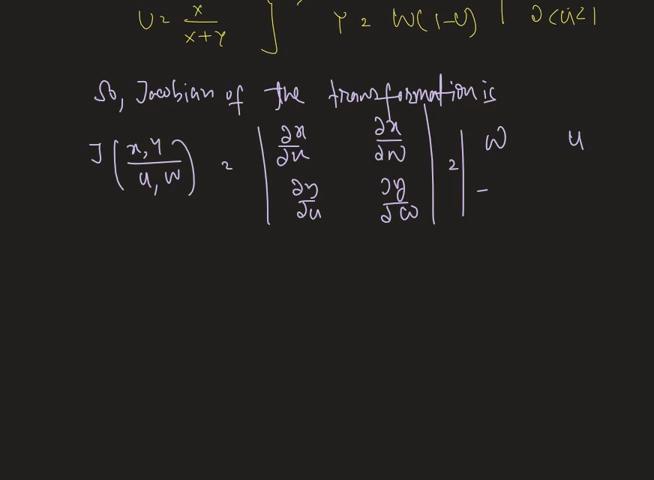 U = X/(X+Y) } Y = W(1-U) | 0<u<1
So, Jacobian of the transformation is
J(x,y/u,w) = | ∂x/∂u ∂x/∂w | = | w u
| ∂y/∂u ∂y/∂w | | -